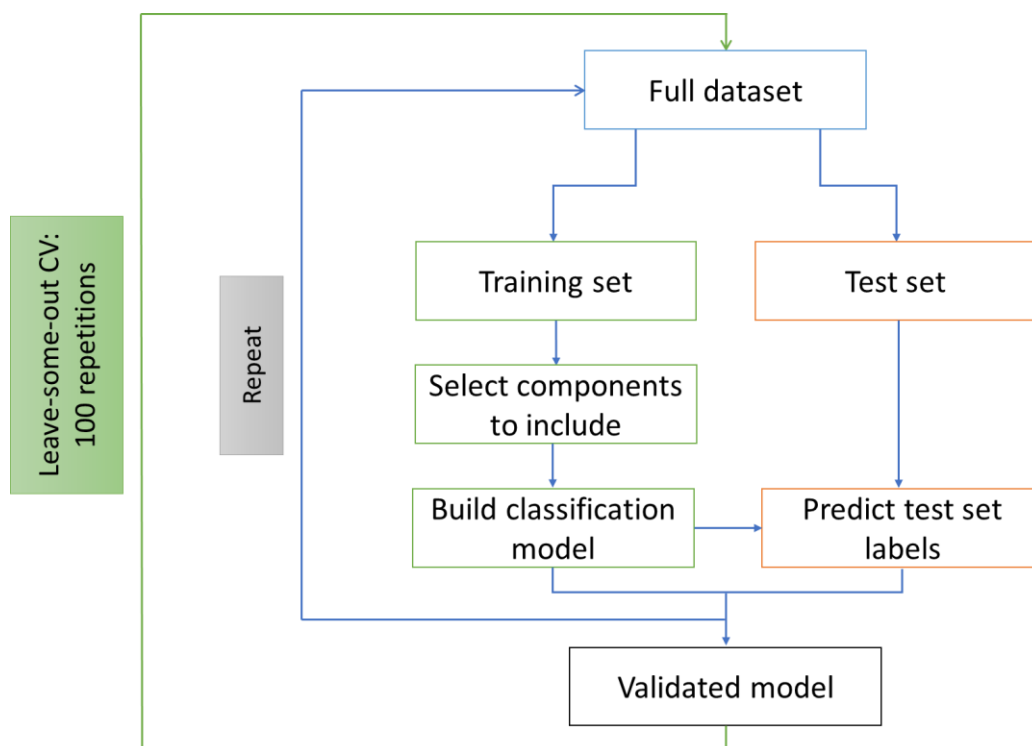 Full dataset
Leave-some-out CV:
100 repetitions
Repeat
Training set
Test set
Select components
to include
Build classification
model
Predict test set
labels
Validated model